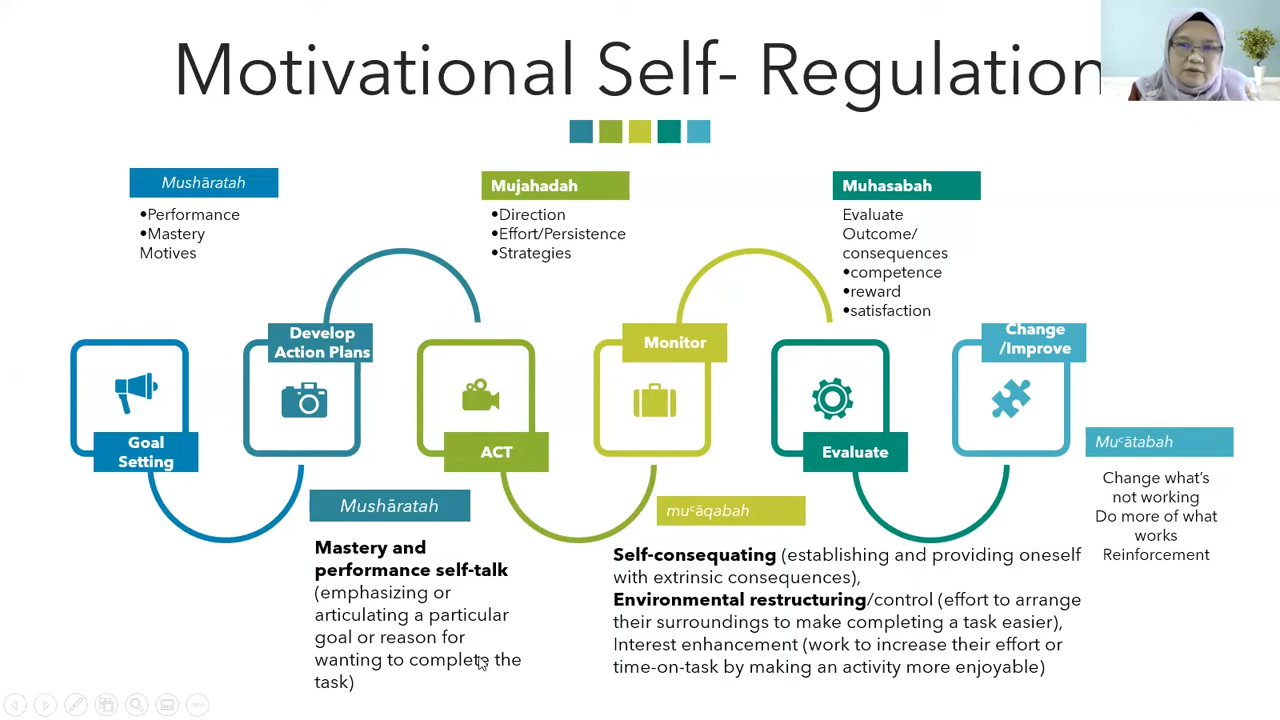 Motivational Self- Regulation
Mushāratah
•Performance
•Mastery
Motives
Mujahadah
•Direction
•Effort/Persistence
•Strategies
Muhasabah
Evaluate
Outcome/
consequences
•competence
•reward
•satisfaction
Goal
Setting
Develop
Action Plans
ACT
Monitor
Evaluate
Change
/Improve
Mushāratah
Mastery and
performance self-talk
(emphasizing or
articulating a particular
goal or reason for
wanting to complete the
task)
muᶜāqabah
Self-consequating (establishing and providing oneself
with extrinsic consequences),
Environmental restructuring/control (effort to arrange
their surroundings to make completing a task easier),
Interest enhancement (work to increase their effort or
time-on-task by making an activity more enjoyable)
Muᶜātabah
Change what's
not working
Do more of what
works
Reinforcement